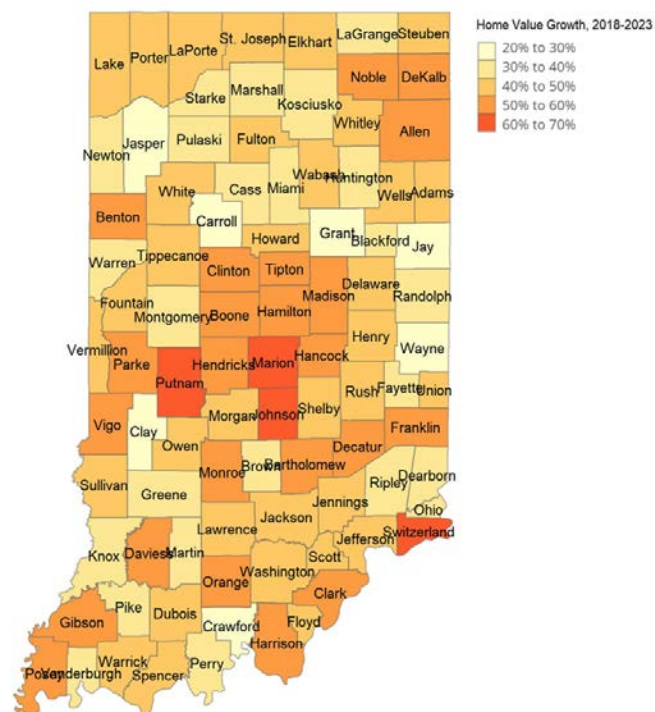 Home Value Growth, 2018-2023
20% to 30%
30% to 40%
40% to 50%
50% to 60%
60% to 70%
Lake
Porter
LaPorte
St. Joseph
Elkhart
LaGrange
Steuben
Noble
DeKalb
Starke
Marshall
Kosciusko
Whitley
Allen
Newton
Jasper
Pulaski
Fulton
Wabash
Huntington
White
Cass
Miami
Wells
Adams
Benton
Carroll
Grant
Blackford
Jay
Howard
Warren
Tippecanoe
Clinton
Tipton
Madison
Delaware
Randolph
Fountain
Montgomery
Boone
Hamilton
Henry
Wayne
Vermillion
Parke
Putnam
Hendricks
Marion
Hancock
Rush
Fayette
Union
Morgan
Johnson
Shelby
Vigo
Clay
Owen
Franklin
Decatur
Monroe
Brown
Bartholomew
Dearborn
Ripley
Sullivan
Greene
Jennings
Ohio
Jackson
Lawrence
Switzerland
Jefferson
Knox
Daviess
Martin
Scott
Washington
Orange
Clark
Pike
Dubois
Gibson
Crawford
Floyd
Harrison
Posey
Vanderburgh
Warrick
Spencer
Perry